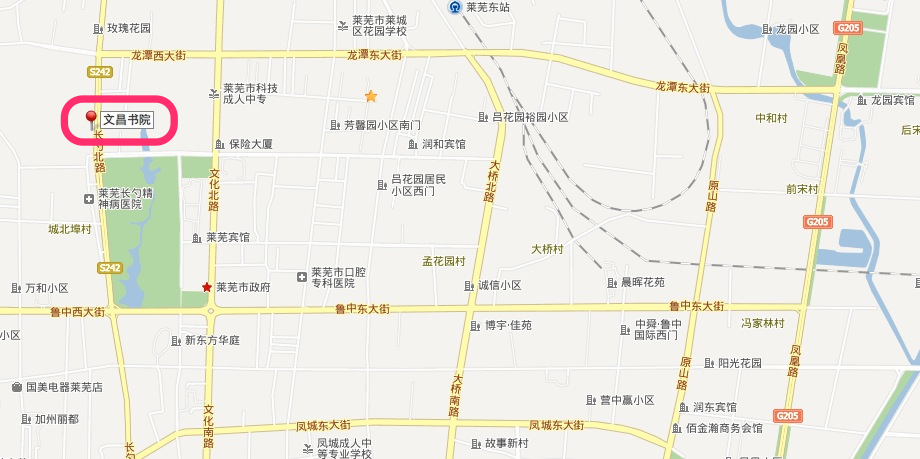 莱芜东站
玫瑰花园
莱芜市莱城
区花园学校
龙园小区
G205
凤凰路
龙潭西大街
龙潭东大街
S242
莱芜市科技
成人中专
龙潭东大街
龙园宾馆
文昌书院
芳馨园小区南门
吕花园裕园小区
中和村
后宋
长勺北路
保险大厦
润和宾馆
大桥北路
文化北路
吕花园居民
小区西门
原山路
前宋村
莱芜长勺精
神病医院
G205
城北埠村
莱芜宾馆
大桥村
孟花园村
S242
莱芜市口腔
专科医院
万和小区
莱芜市政府
诚信小区
晨晖花苑
鲁中西大街
鲁中东大街
鲁中东大街
小区
博宇·佳苑
中舜·鲁中
国际西门
冯家林村
新东方华庭
阳光花园
凤凰路
原山路
国美电器莱芜店
大桥南路
营中赢小区
润东宾馆
G205
加州丽都
文化南路
凤城东大街
凤城东大街
佰金瀚商务会馆
长勺
凤城成人中
等专业学校
故事新村